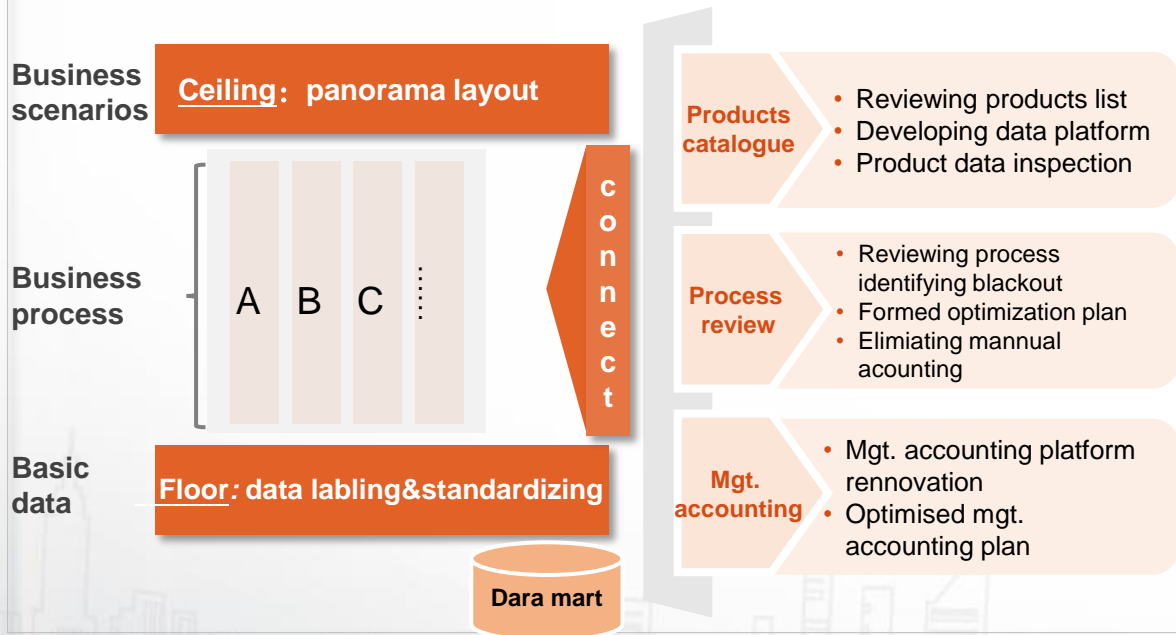 Business
scenarios
Ceiling：panorama layout
Business
process
A B C ......
c
o
n
n
e
c
t
Basic
data
Floor: data labling&standardizing
Dara mart
Products
catalogue
• Reviewing products list
• Developing data platform
• Product data inspection
Process
review
• Reviewing process
identifying blackout
• Formed optimization plan
• Elimiating mannual
acounting
Mgt.
accounting
• Mgt. accounting platform
rennovation
• Optimised mgt.
accounting plan